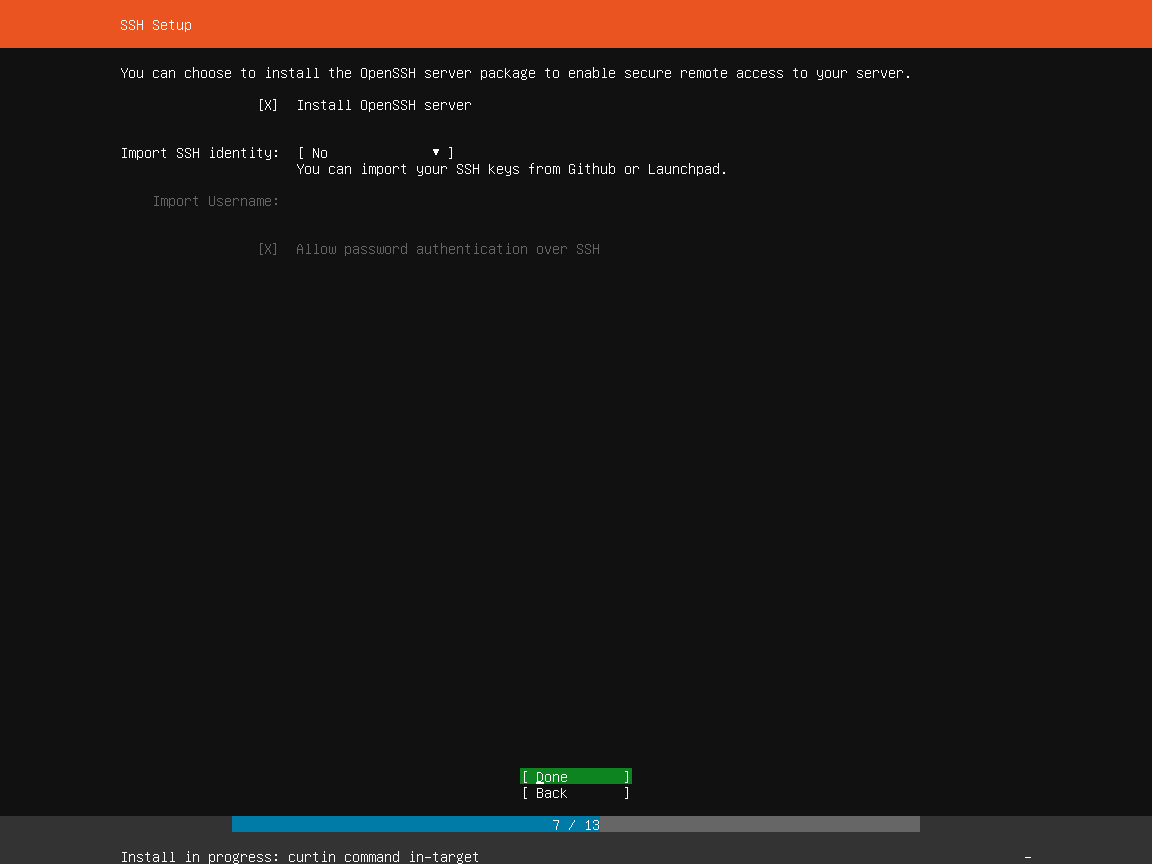 SSH Setup
You can choose to install the OpenSSH server package to enable secure remote access to your server.
[X] Install OpenSSH server
Import SSH identity: [ No ▼ ]
You can import your SSH keys from Github or Launchpad.
Import Username:
[X] Allow password authentication over SSH
[ Done ]
[ Back ]
7 / 13
Install in progress: curtin command in-target -